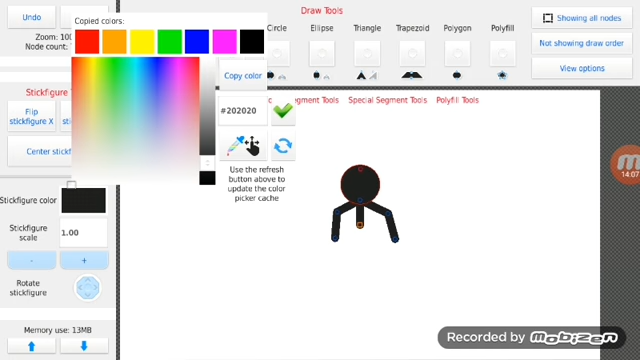 Undo
Zoom: 100
Node count:
Stickfigure
Flip
stickfigure X
Center stickf
Stickfigure color
Stickfigure
scale
1.00
-
+
Rotate
stickfigure
Memory use: 13MB
Copied colors:
Copy color
#202020
Use the refresh
button above to
update the color
picker cache
Draw Tools
Circle
Ellipse
Triangle
Trapezoid
Polygon
Polyfill
Segment Tools
Special Segment Tools
Polyfill Tools
Showing all nodes
Not showing draw order
View options
14:07
Recorded by
Mobizen